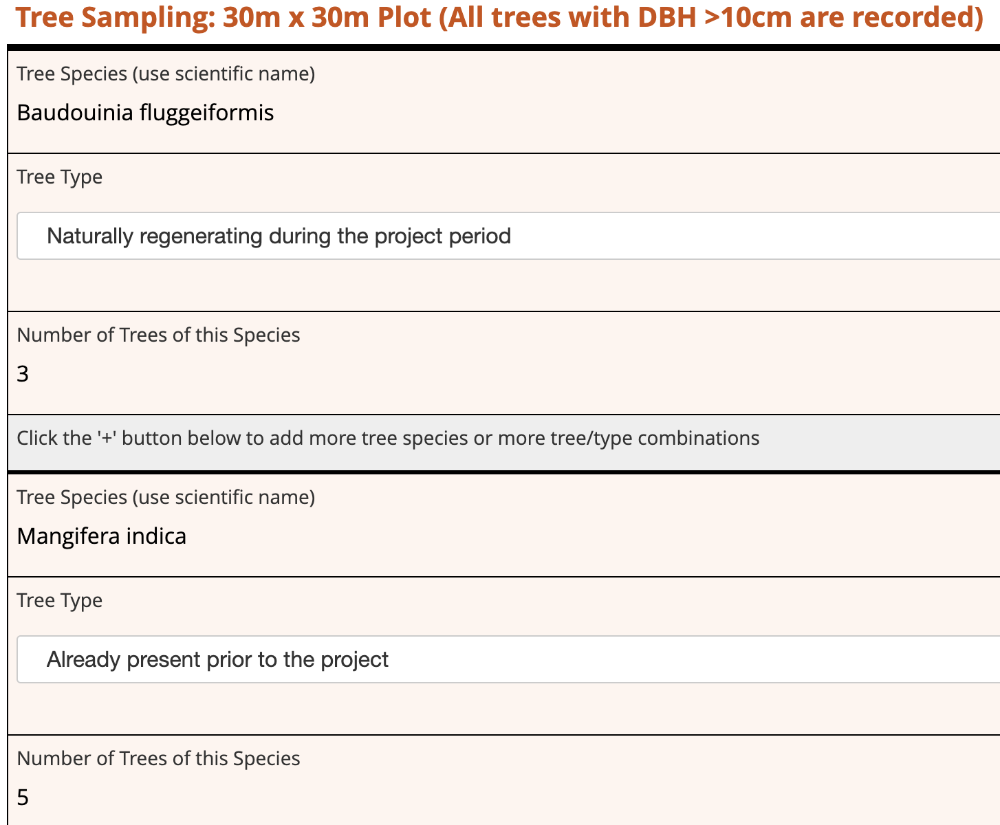 Tree Sampling: 30m x 30m Plot (All trees with DBH >10cm are recorded)
Tree Species (use scientific name)
Baudouinia fluggeiformis
Tree Type
Naturally regenerating during the project period
Number of Trees of this Species
3
Click the '+' button below to add more tree species or more tree/type combinations
Tree Species (use scientific name)
Mangifera indica
Tree Type
Already present prior to the project
Number of Trees of this Species
5